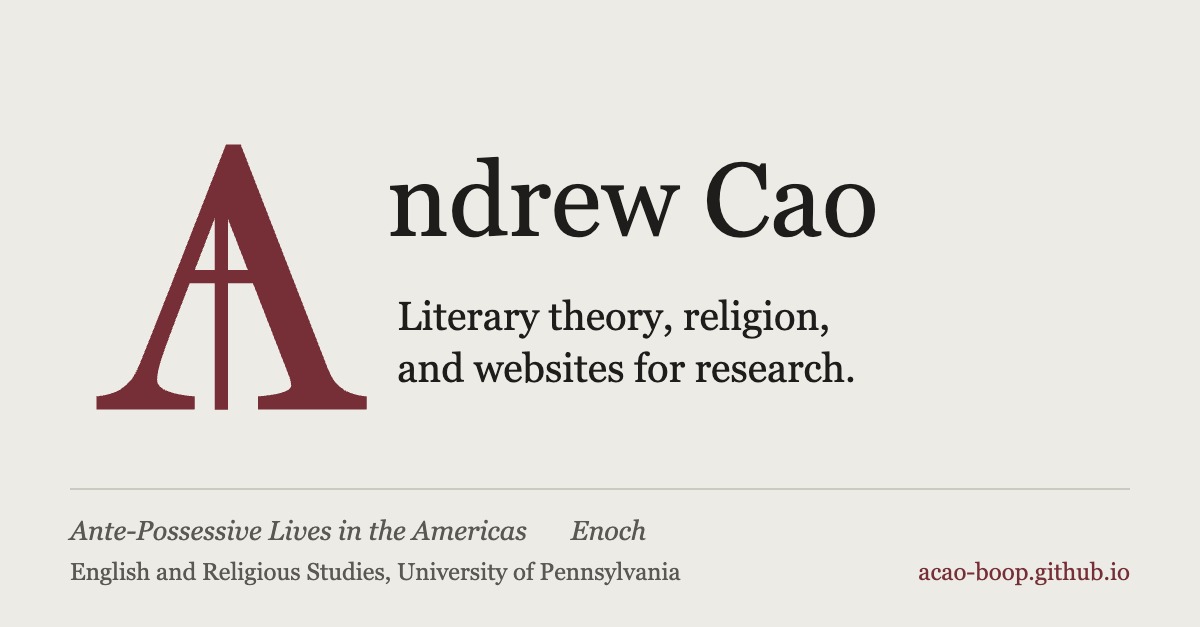 Andrew Cao
Literary theory, religion,
and websites for research.
Ante-Possessive Lives in the Americas Enoch
English and Religious Studies, University of Pennsylvania
acao-boop.github.io